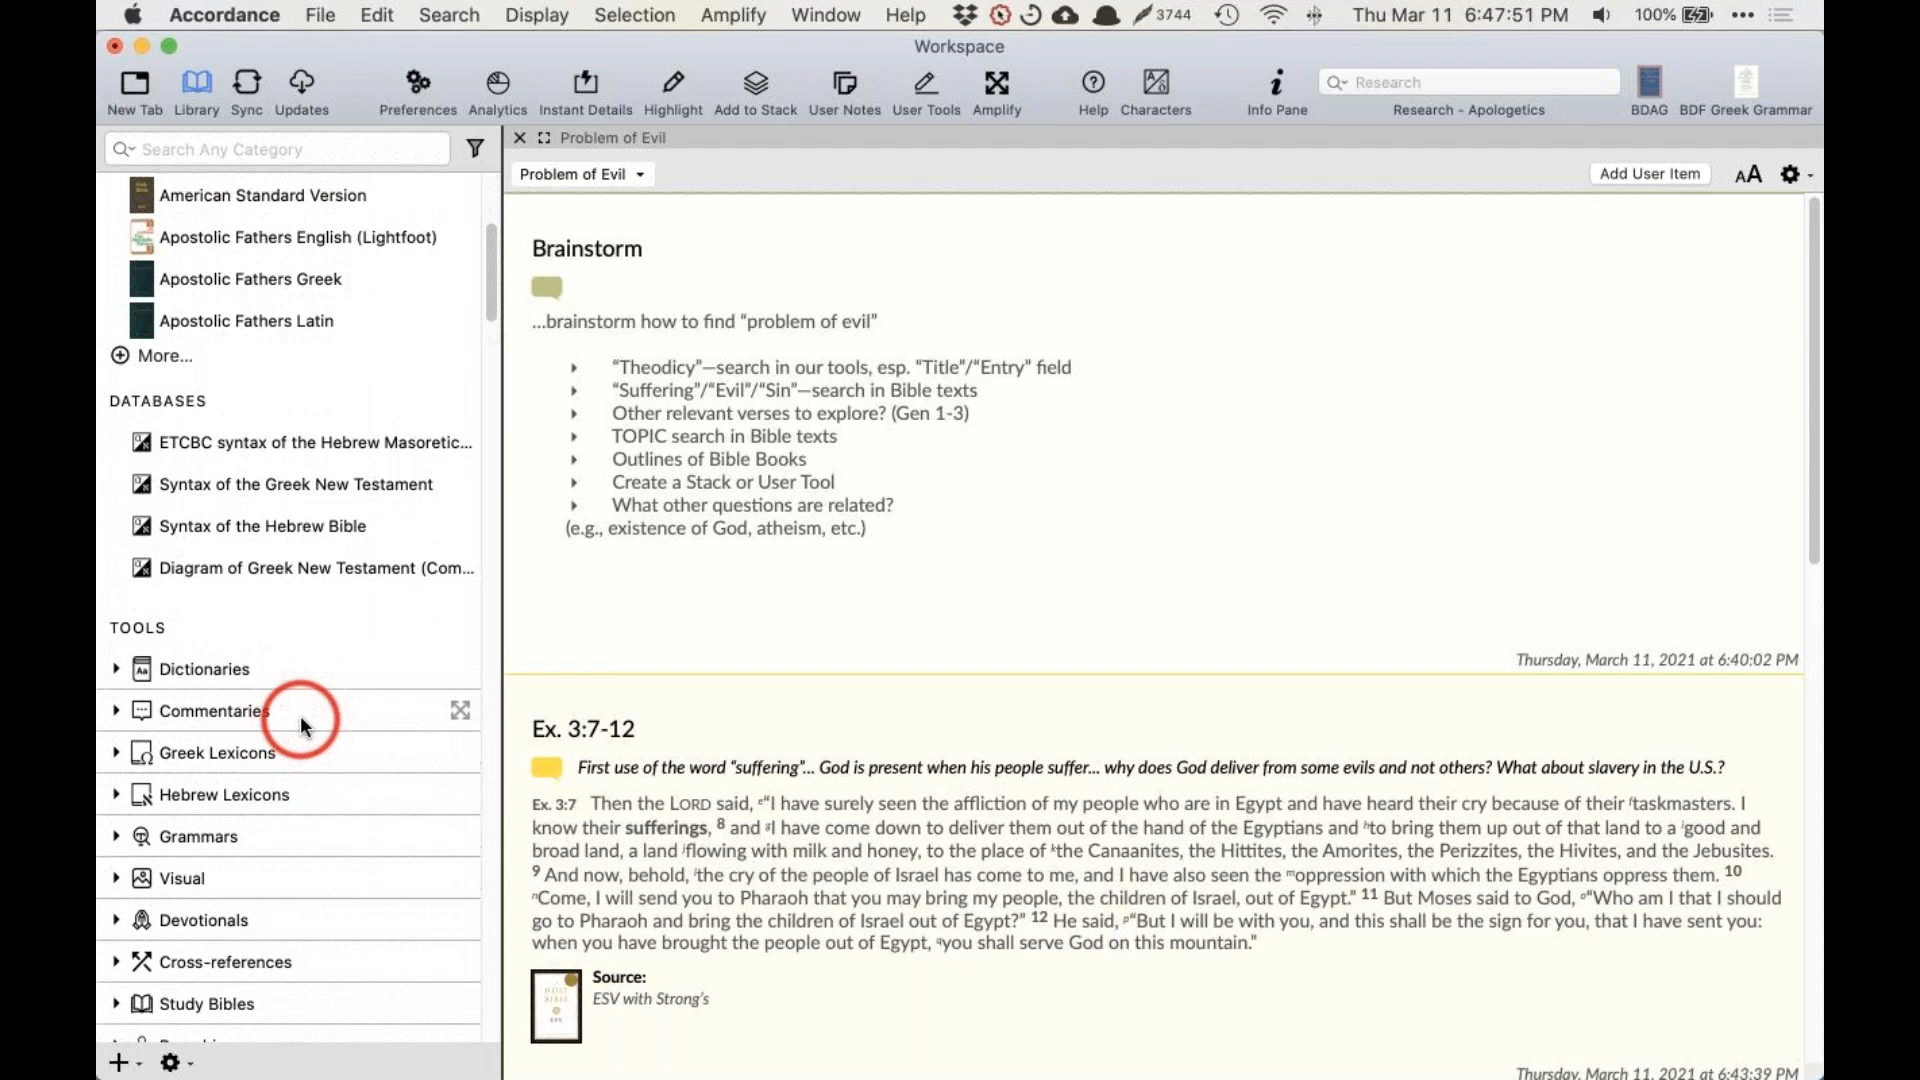 Accordance File Edit Search Display Selection Amplify Window Help 3744 Thu Mar 11 6:47:51 PM 100%
Workspace
New Tab Library Sync Updates Preferences Analytics Instant Details Highlight Add to Stack User Notes User Tools Amplify Help Characters Info Pane Research Research - Apologetics BDAG BDF Greek Grammar
Search Any Category
American Standard Version
Apostolic Fathers English (Lightfoot)
Apostolic Fathers Greek
Apostolic Fathers Latin
More...
DATABASES
ETCBC syntax of the Hebrew Masoretic...
Syntax of the Greek New Testament
Syntax of the Hebrew Bible
Diagram of Greek New Testament (Com...
TOOLS
Dictionaries
Commentaries
Greek Lexicons
Hebrew Lexicons
Grammars
Visual
Devotionals
Cross-references
Study Bibles
Problem of Evil
Problem of Evil
Add User Item
AA
Brainstorm
...brainstorm how to find “problem of evil”
“Theodicy”—search in our tools, esp. “Title”/“Entry” field
“Suffering”/“Evil”/“Sin”—search in Bible texts
Other relevant verses to explore? (Gen 1-3)
TOPIC search in Bible texts
Outlines of Bible Books
Create a Stack or User Tool
What other questions are related?
(e.g., existence of God, atheism, etc.)
Thursday, March 11, 2021 at 6:40:02 PM
Ex. 3:7-12
First use of the word “suffering”... God is present when his people suffer... why does God deliver from some evils and not others? What about slavery in the U.S.?
Ex. 3:7 Then the LORD said, “I have surely seen the affliction of my people who are in Egypt and have heard their cry because of their taskmasters. I
know their sufferings, 8 and I have come down to deliver them out of the hand of the Egyptians and to bring them up out of that land to a good and
broad land, a land flowing with milk and honey, to the place of the Canaanites, the Hittites, the Amorites, the Perizzites, the Hivites, and the Jebusites.
9 And now, behold, the cry of the people of Israel has come to me, and I have also seen the oppression with which the Egyptians oppress them. 10
Come, I will send you to Pharaoh that you may bring my people, the children of Israel, out of Egypt.” 11 But Moses said to God, “Who am I that I should
go to Pharaoh and bring the children of Israel out of Egypt?” 12 He said, “But I will be with you, and this shall be the sign for you, that I have sent you:
when you have brought the people out of Egypt, you shall serve God on this mountain.”
Source:
ESV with Strong’s
Thursday, March 11, 2021 at 6:43:39 PM